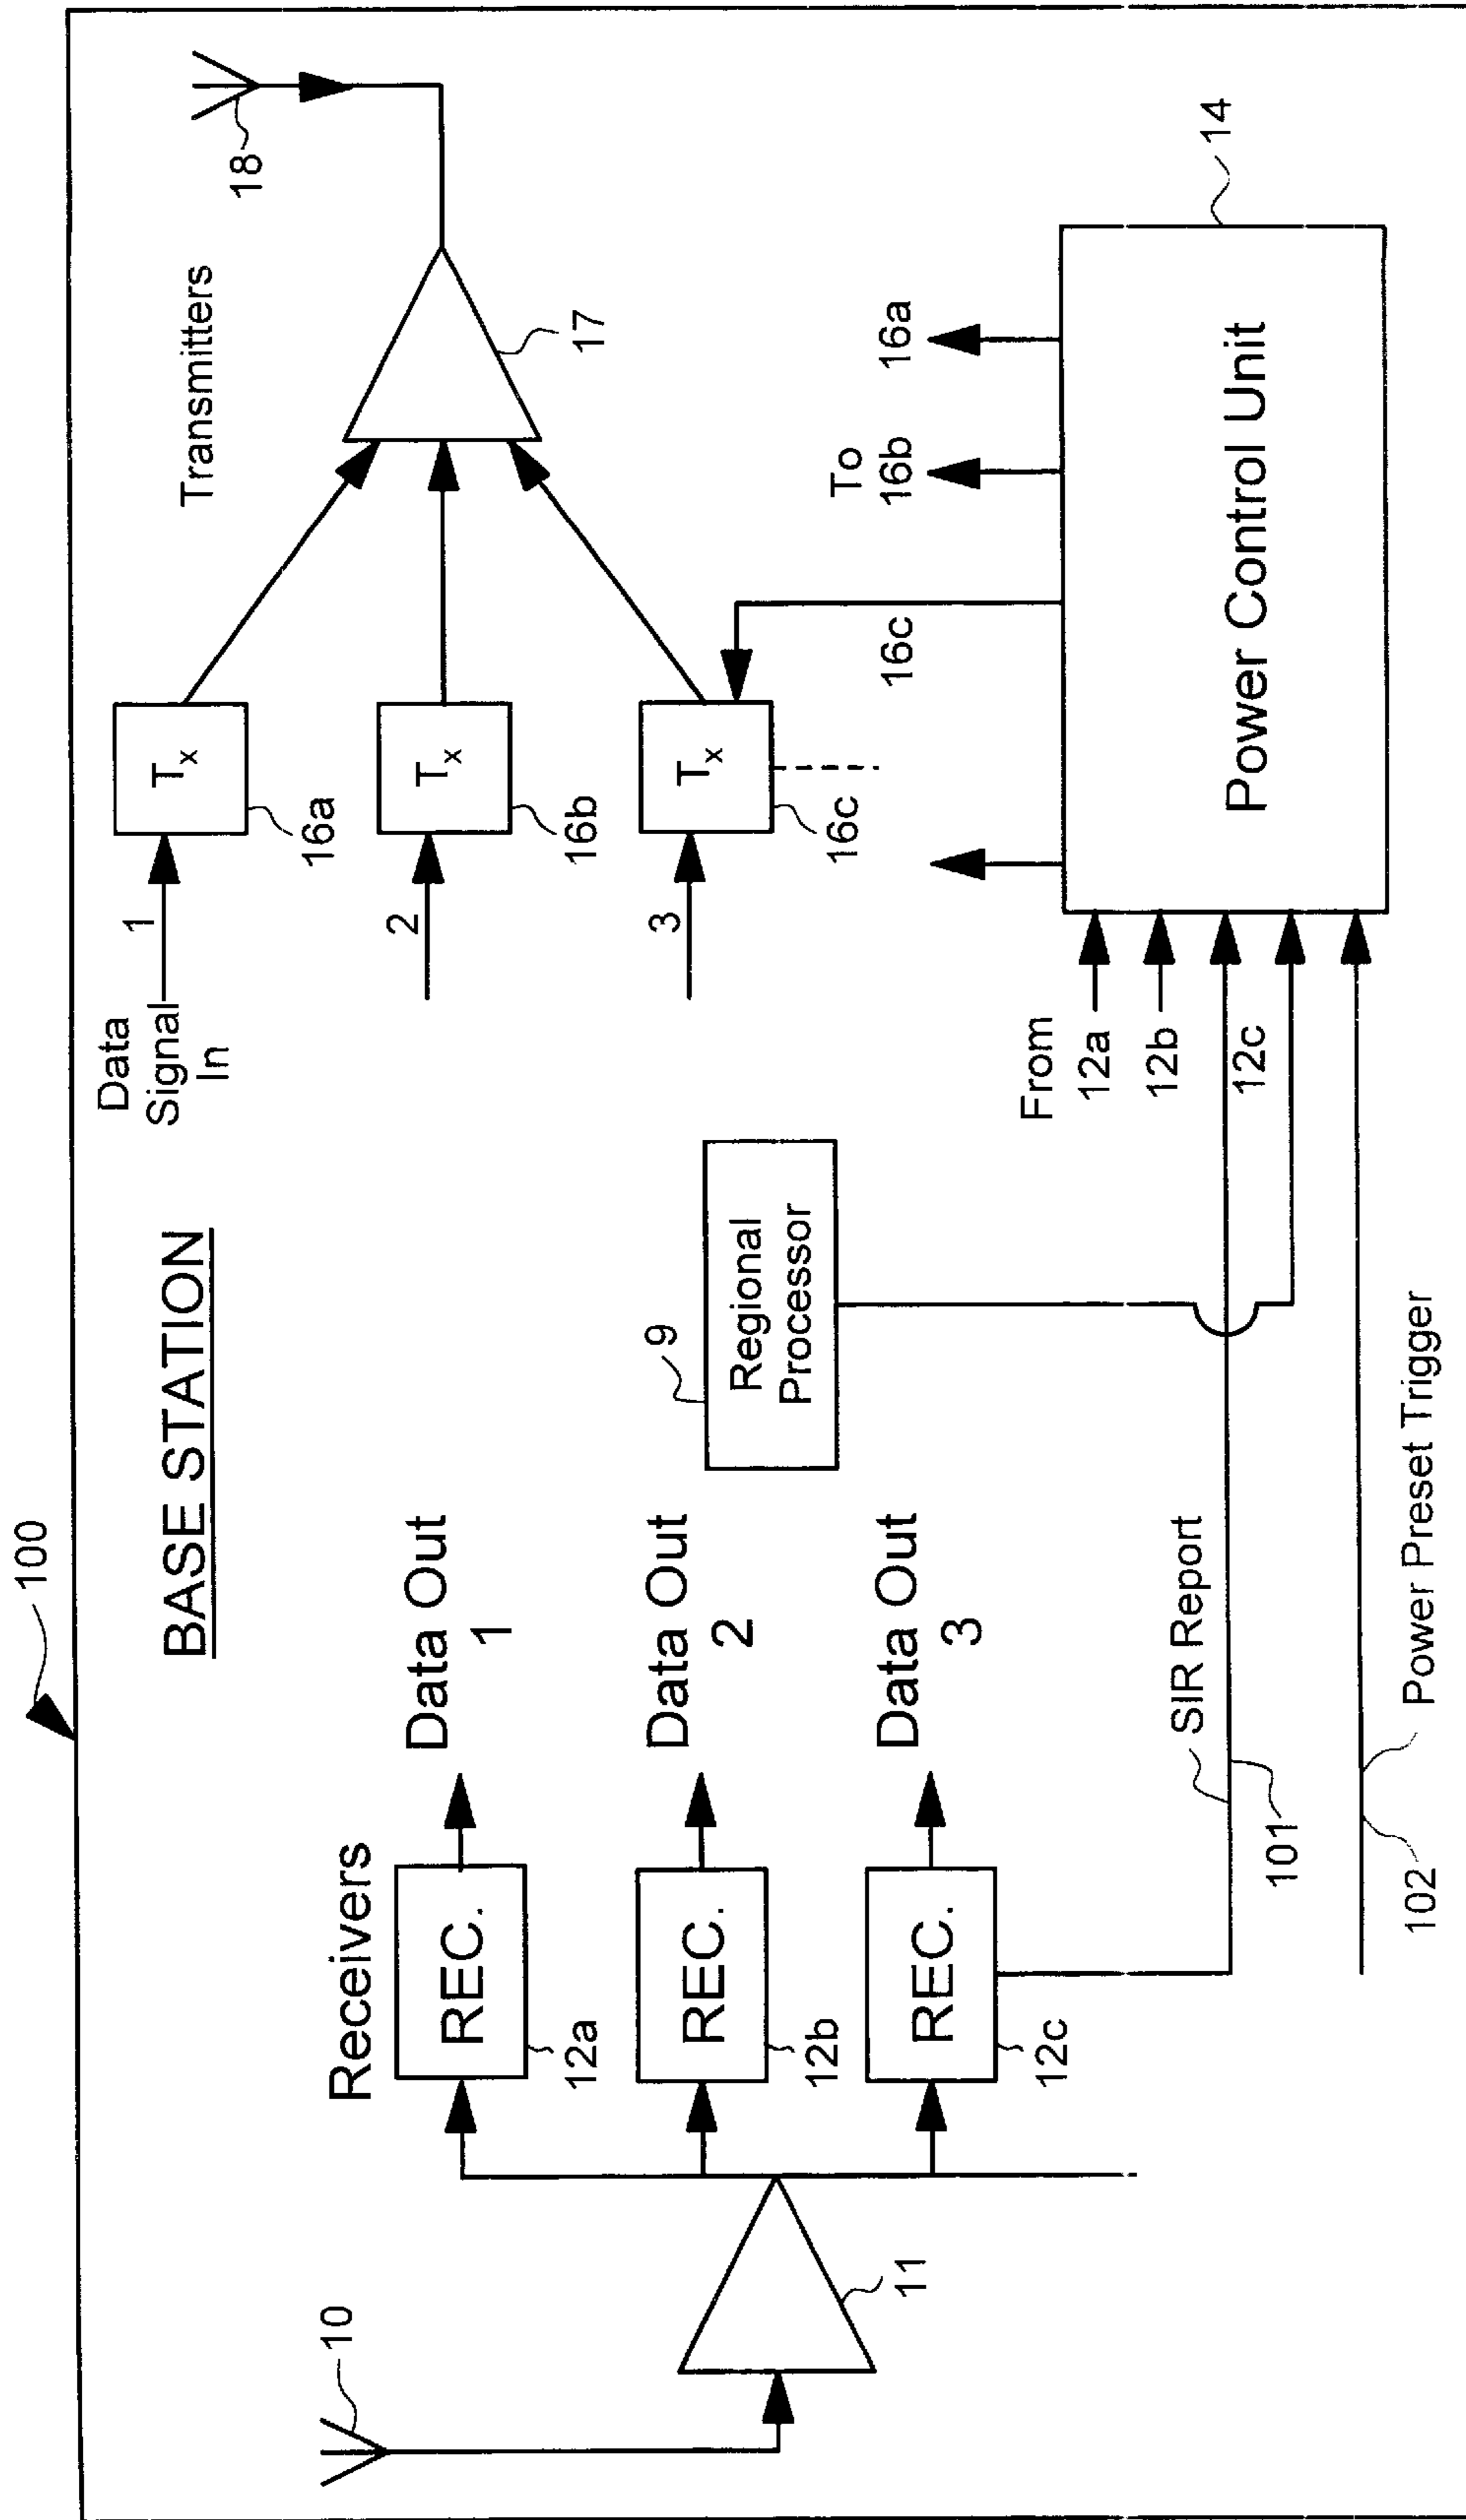 100
BASE STATION
10
11
Receivers
REC.
12a
REC.
12b
REC.
12c
Data Out
1
Data Out
2
Data Out
3
9
Regional
Processor
SIR Report
101
102
Power Preset Trigger
Data
Signal
In
1
2
3
Tx
16a
Tx
16b
Tx
16c
Transmitters
17
18
From
12a
12b
12c
16c
To
16b
16a
Power Control Unit
14